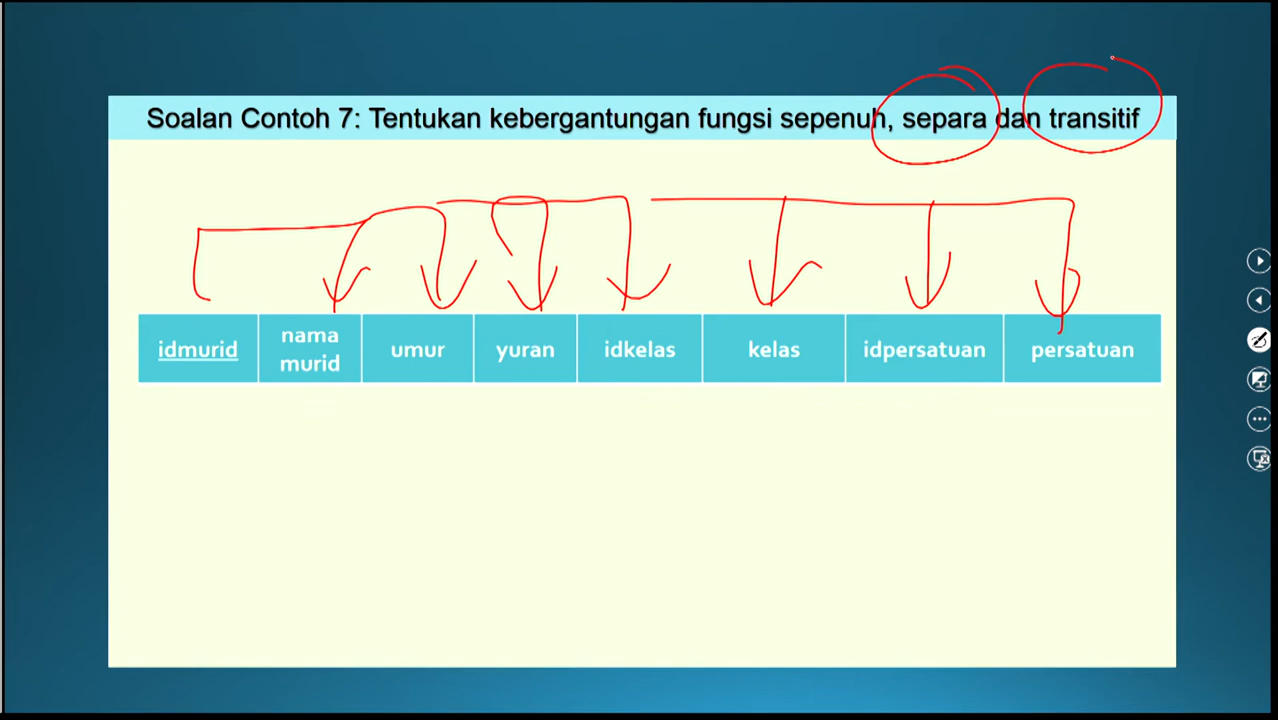 Soalan Contoh 7: Tentukan kebergantungan fungsi sepenuh, separa dan transitif
idmurid
nama
murid
umur
yuran
idkelas
kelas
idpersatuan
persatuan